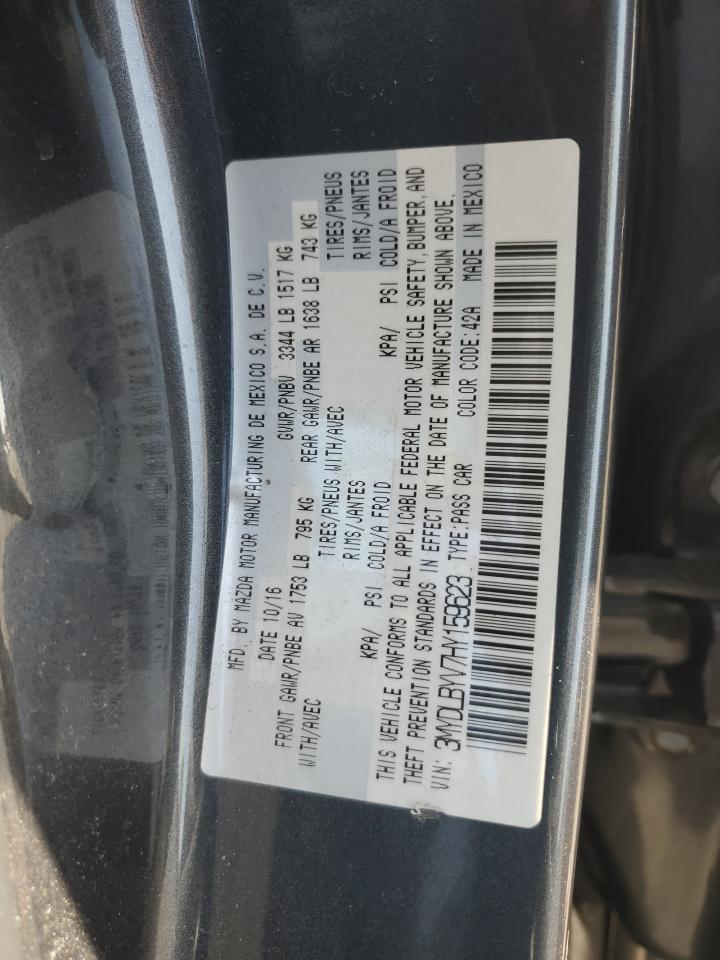 MFD. BY MAZDA MOTOR MANUFACTURING DE MEXICO S.A. DE C.V.
DATE 10/16 GVWR/PNBV 3344 LB 1517 KG
FRONT GAWR/PNBE AV 1753 LB 795 KG REAR GAWR/PNBE AR 1638 LB 743 KG
WITH/AVEC TIRES/PNEUS WITH/AVEC TIRES/PNEUS
RIMS/JANTES RIMS/JANTES
KPA/ PSI COLD/A FROID KPA/ PSI COLD/A FROID
THIS VEHICLE CONFORMS TO ALL APPLICABLE FEDERAL MOTOR VEHICLE SAFETY, BUMPER, AND
THEFT PREVENTION STANDARDS IN EFFECT ON THE DATE OF MANUFACTURE SHOWN ABOVE.
VIN: 3MYDLBYV7HY159623 TYPE:PASS CAR COLOR CODE:42A MADE IN MEXICO